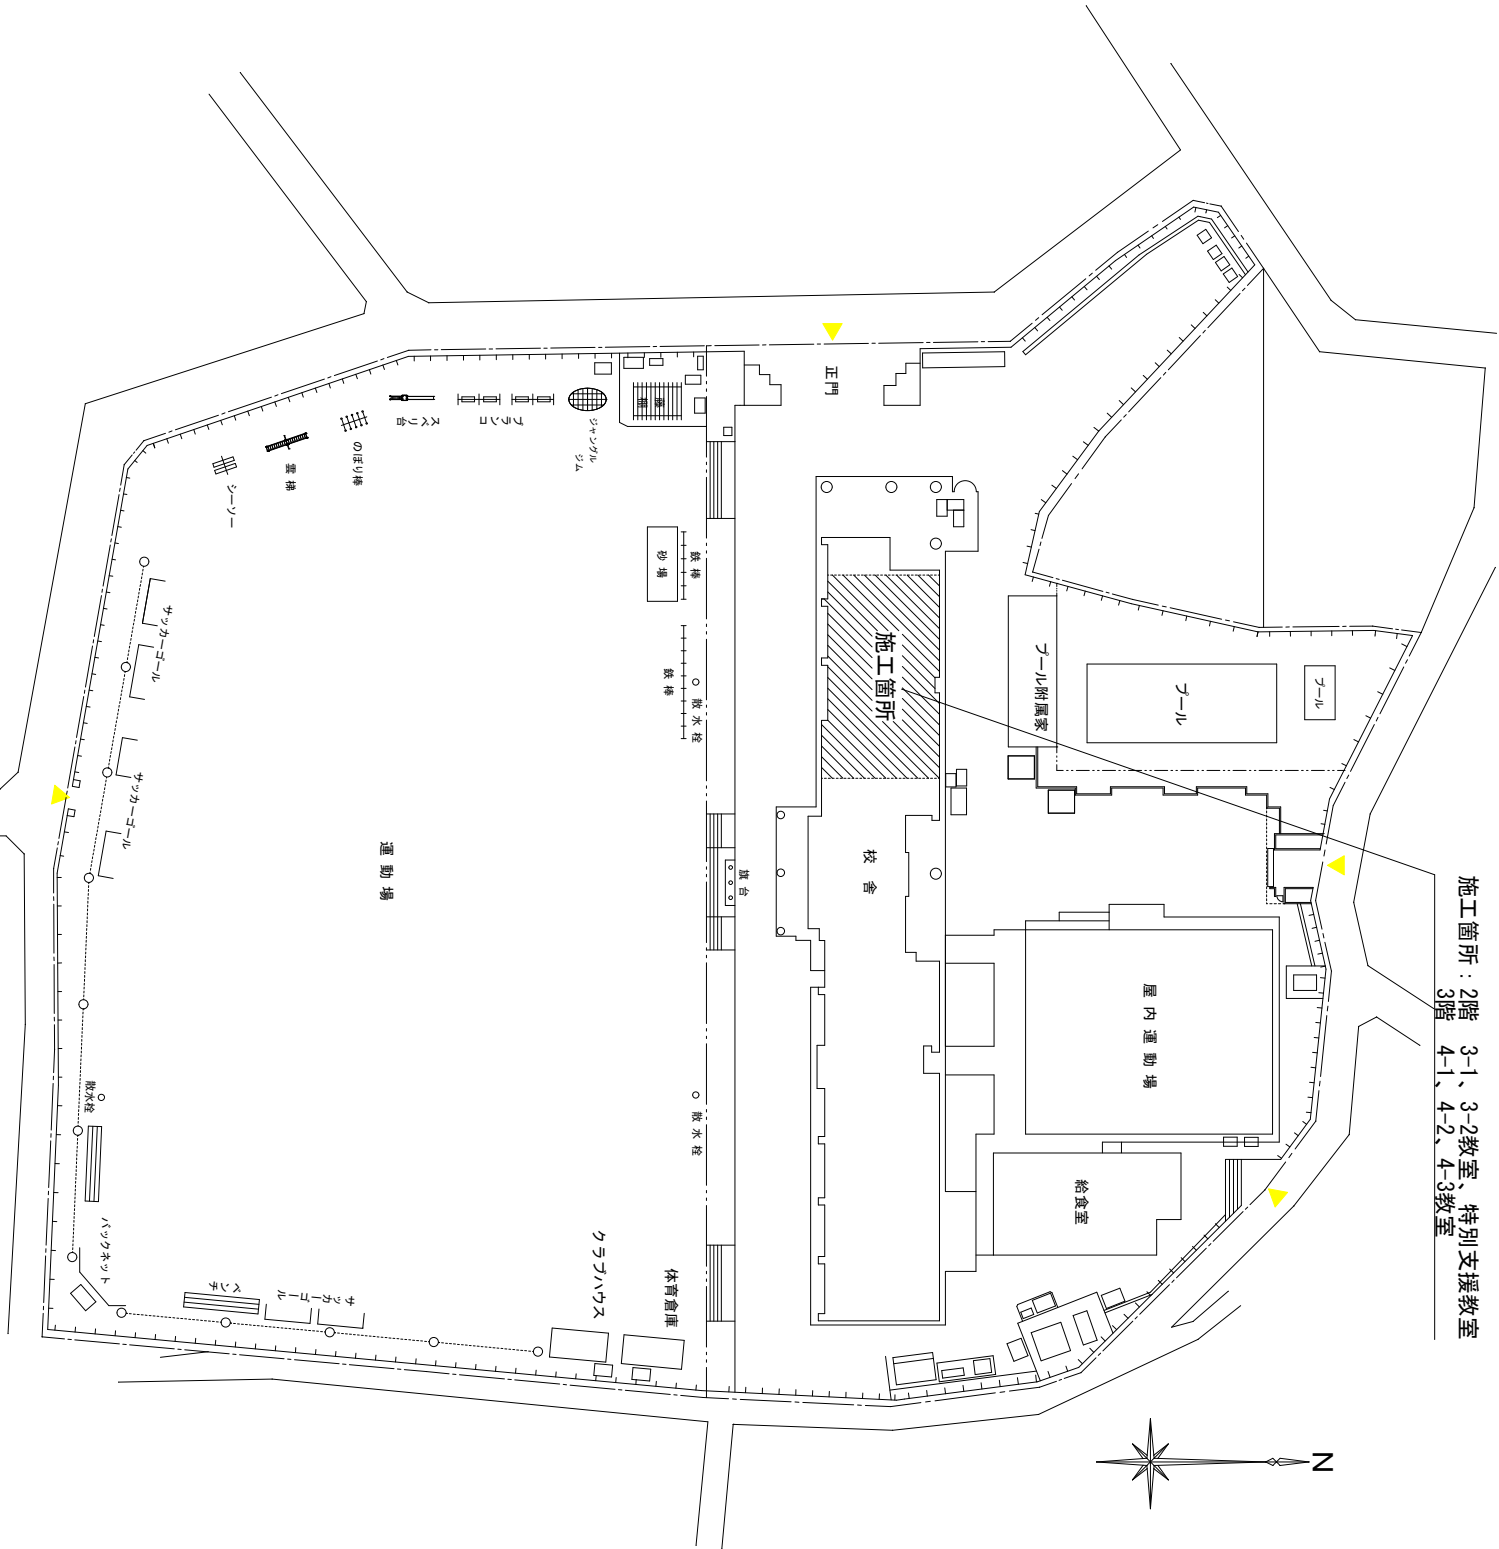 施工箇所：2階　3-1、3-2教室、特別支援教室
3階　4-1、4-2、4-3教室
正門
藤棚
ジャングル
ジム
ブランコ
スベリ台
のぼり棒
雲梯
シーソー
砂場
鉄棒
鉄棒
散水栓
サッカーゴール
サッカーゴール
施工箇所
プール附属家
プール
プール
校舎
旗台
運動場
屋内運動場
給食室
散水栓
散水栓
バックネット
ベンチ
サッカーゴール
クラブハウス
体育倉庫
N